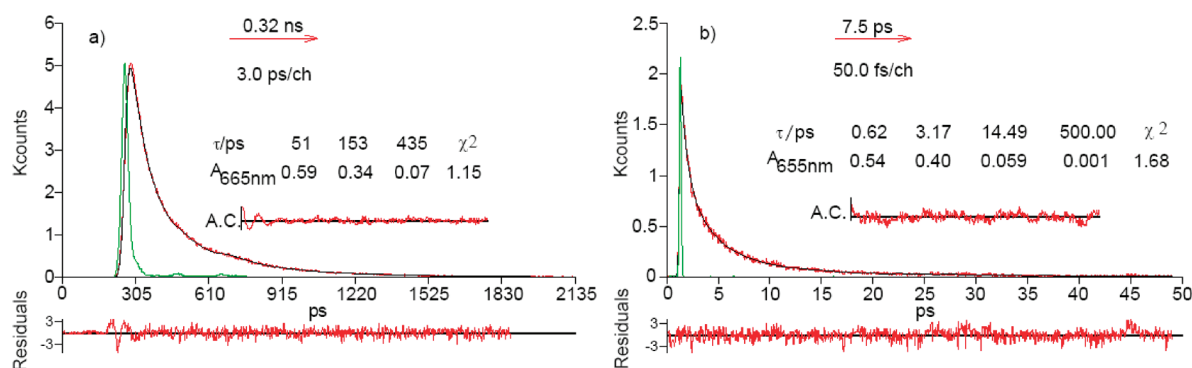 a)
0.32 ns
3.0 ps/ch
Kcounts
6
5
4
3
2
1
0
τ/ps 51 153 435 χ2
A665nm 0.59 0.34 0.07 1.15
A.C.
0 305 610 915 1220 1525 1830 2135
ps
Residuals
3
-3
b)
7.5 ps
50.0 fs/ch
Kcounts
2.5
2
1.5
1
0.5
0
τ/ps 0.62 3.17 14.49 500.00 χ2
A655nm 0.54 0.40 0.059 0.001 1.68
A.C.
0 5 10 15 20 25 30 35 40 45 50
ps
Residuals
3
-3